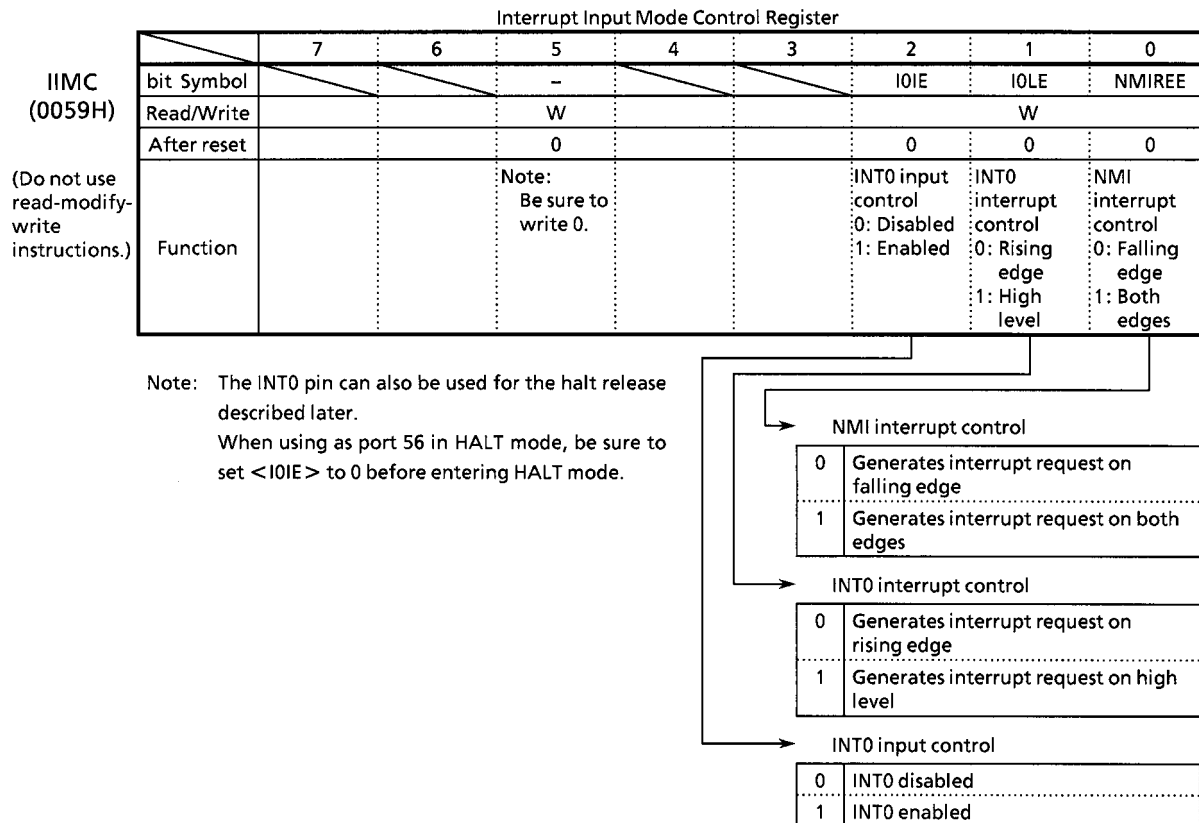 Interrupt Input Mode Control Register
7 6 5 4 3 2 1 0
IIMC
(0059H)
bit Symbol – I0IE I0LE NMIREE
Read/Write W W
After reset 0 0 0 0
(Do not use
read-modify-
write
instructions.)
Function
Note:
Be sure to
write 0.
INT0 input
control
0: Disabled
1: Enabled
INT0
interrupt
control
0: Rising
edge
1: High
level
NMI
interrupt
control
0: Falling
edge
1: Both
edges
Note: The INT0 pin can also be used for the halt release
described later.
When using as port 56 in HALT mode, be sure to
set <I0IE> to 0 before entering HALT mode.
NMI interrupt control
0 Generates interrupt request on
falling edge
1 Generates interrupt request on both
edges
INT0 interrupt control
0 Generates interrupt request on
rising edge
1 Generates interrupt request on high
level
INT0 input control
0 INT0 disabled
1 INT0 enabled